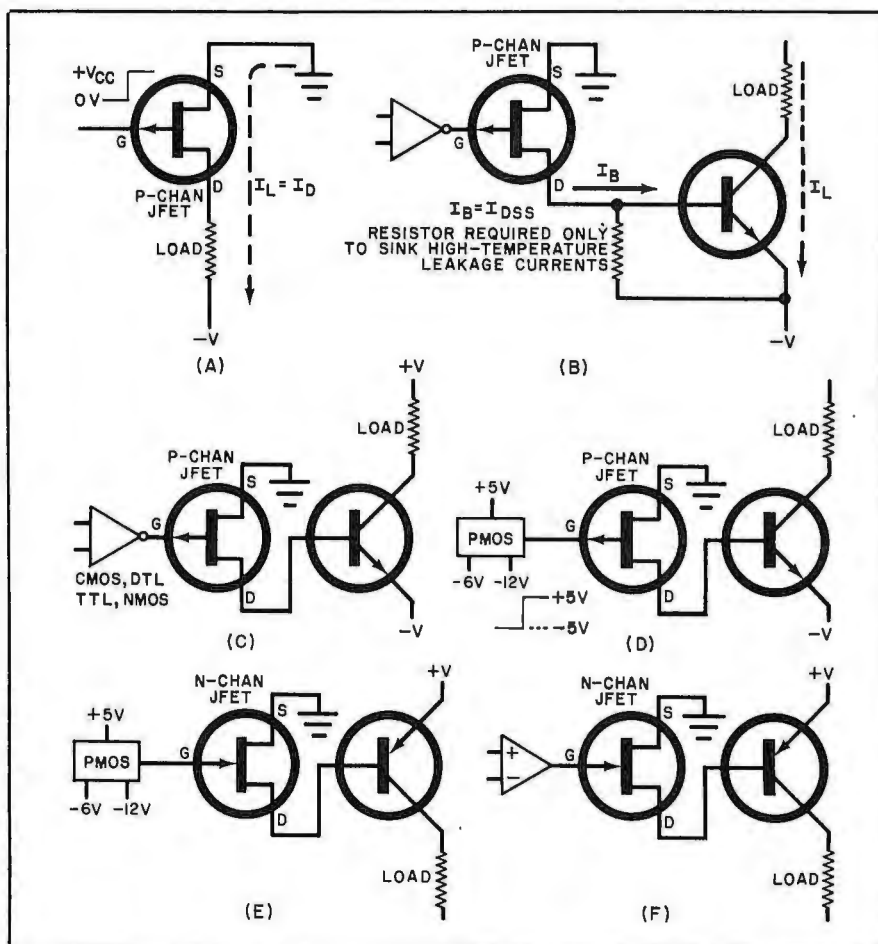 P-CHAN
JFET
S
+VCC
0V
G
D
P-CHAN
JFET
LOAD
IL = ID
-V
(A)
S
G
D
IB
IB=IDSS
RESISTOR REQUIRED ONLY
TO SINK HIGH-TEMPERATURE
LEAKAGE CURRENTS
LOAD
IL
-V
(B)
P-CHAN
JFET
S
G
D
CMOS, DTL
TTL, NMOS
+V
LOAD
-V
(C)
P-CHAN
JFET
S
+5V
PMOS
-6V -12V
G
D
+5V
-5V
LOAD
-V
(D)
N-CHAN
JFET
S
+5V
PMOS
-6V -12V
G
D
+V
LOAD
(E)
N-CHAN
JFET
S
+
-
G
D
+V
LOAD
(F)